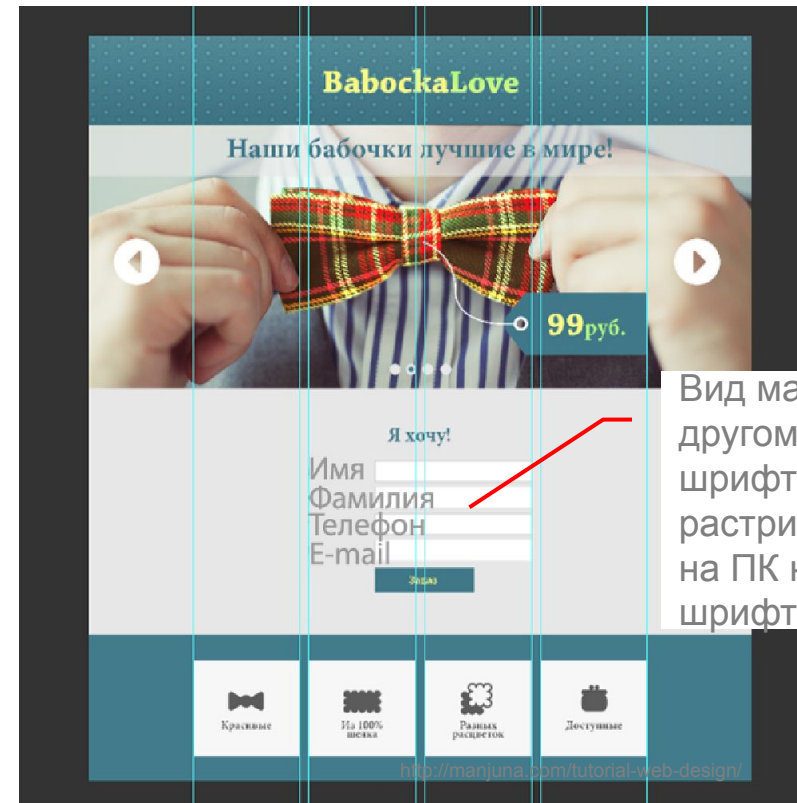 BabockaLove
Наши бабочки лучшие в мире!
99руб.
Я хочу!
Имя
Фамилия
Телефон
E-mail
Заказ
Вид ма
другом
шрифт
растри
на ПК н
шрифт
Красивые
Из 100%
шелка
Разных
расцветок
Доступные
http://manjuna.com/tutorial-web-design/